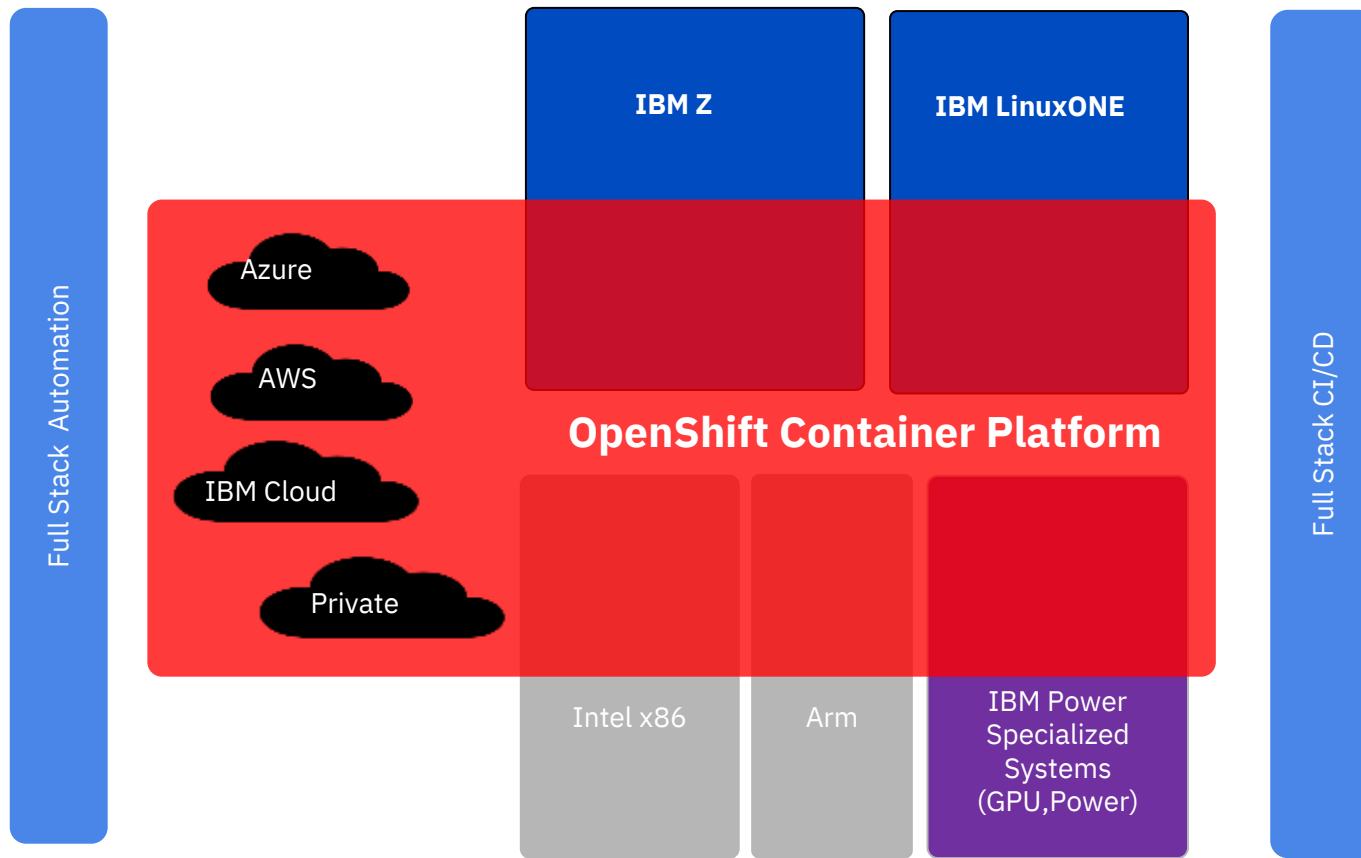 Full Stack  Automation
IBM Z
IBM LinuxONE
Azure
AWS
IBM Cloud
Private
OpenShift Container Platform
Intel x86
Arm
IBM Power
Specialized
Systems
(GPU,Power)
Full Stack CI/CD